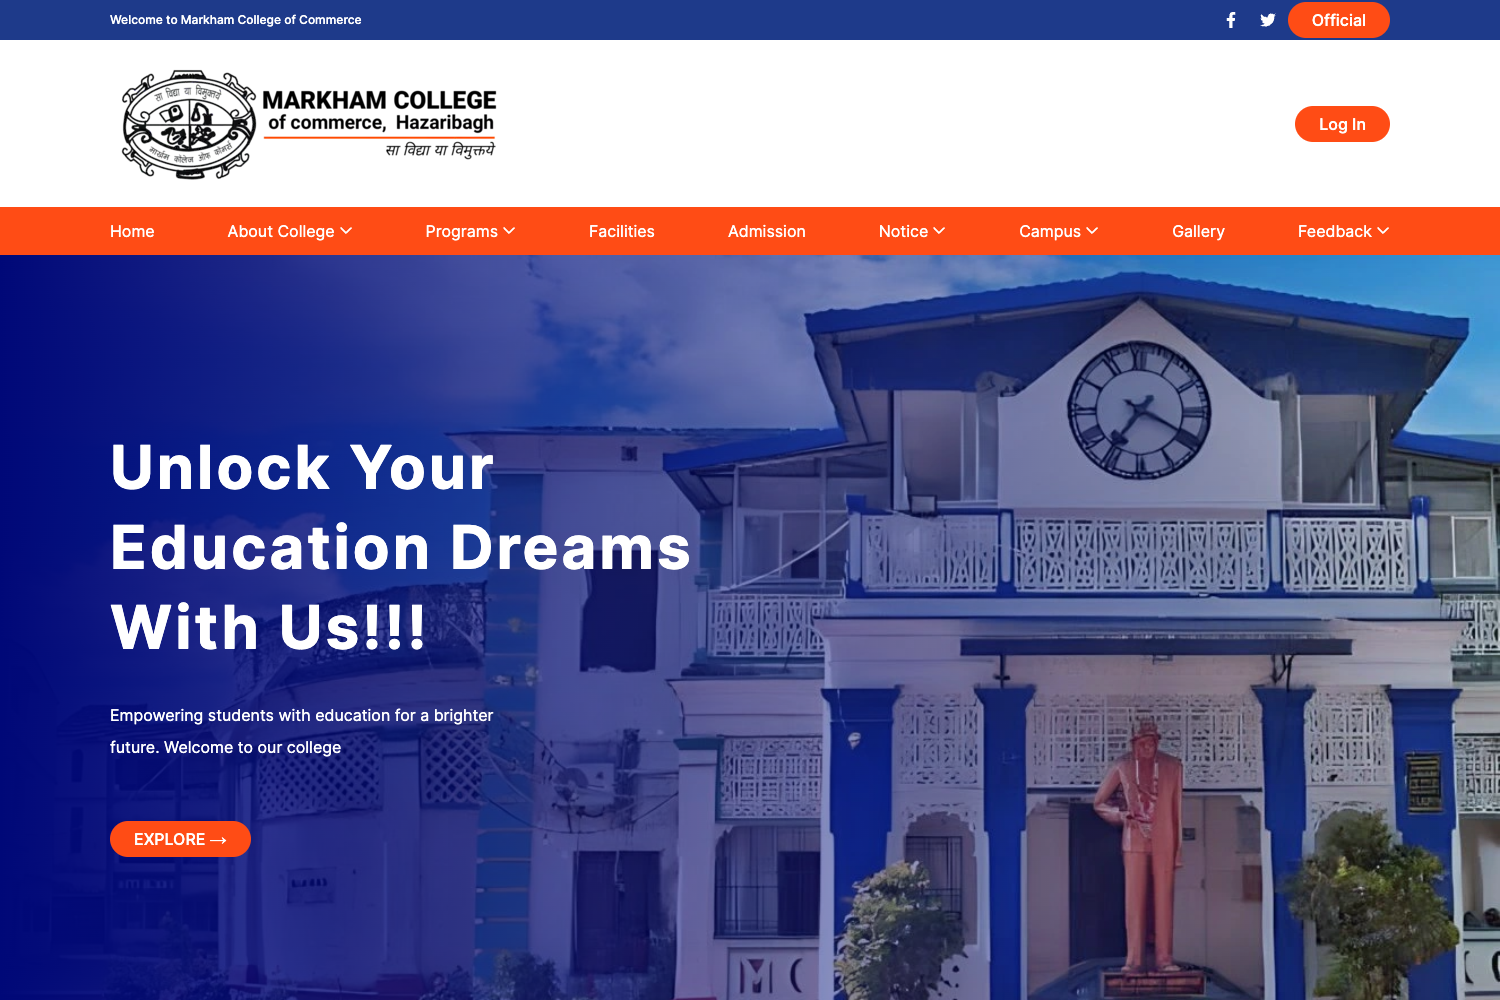 Welcome to Markham College of Commerce
Official
सा विद्या या विमुक्तये
मार्खम कॉलेज ऑफ कॉमर्स
MARKHAM COLLEGE
of commerce, Hazaribagh
सा विद्या या विमुक्तये
Log In
Home
About College
Programs
Facilities
Admission
Notice
Campus
Gallery
Feedback
Unlock Your
Education Dreams
With Us!!!
Empowering students with education for a brighter
future. Welcome to our college
EXPLORE →
M C